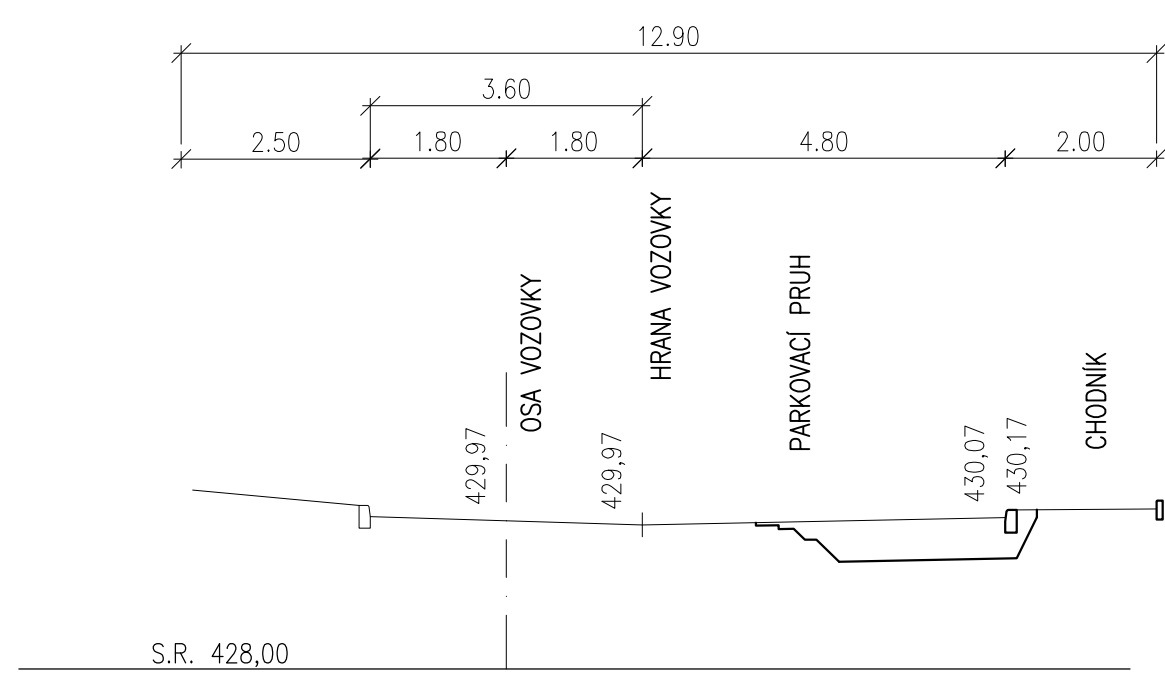 12.90
3.60
2.50
1.80
1.80
4.80
2.00
OSA VOZOVKY
HRANA VOZOVKY
PARKOVACÍ PRUH
CHODNÍK
429,97
429,97
430,07
430,17
S.R. 428,00